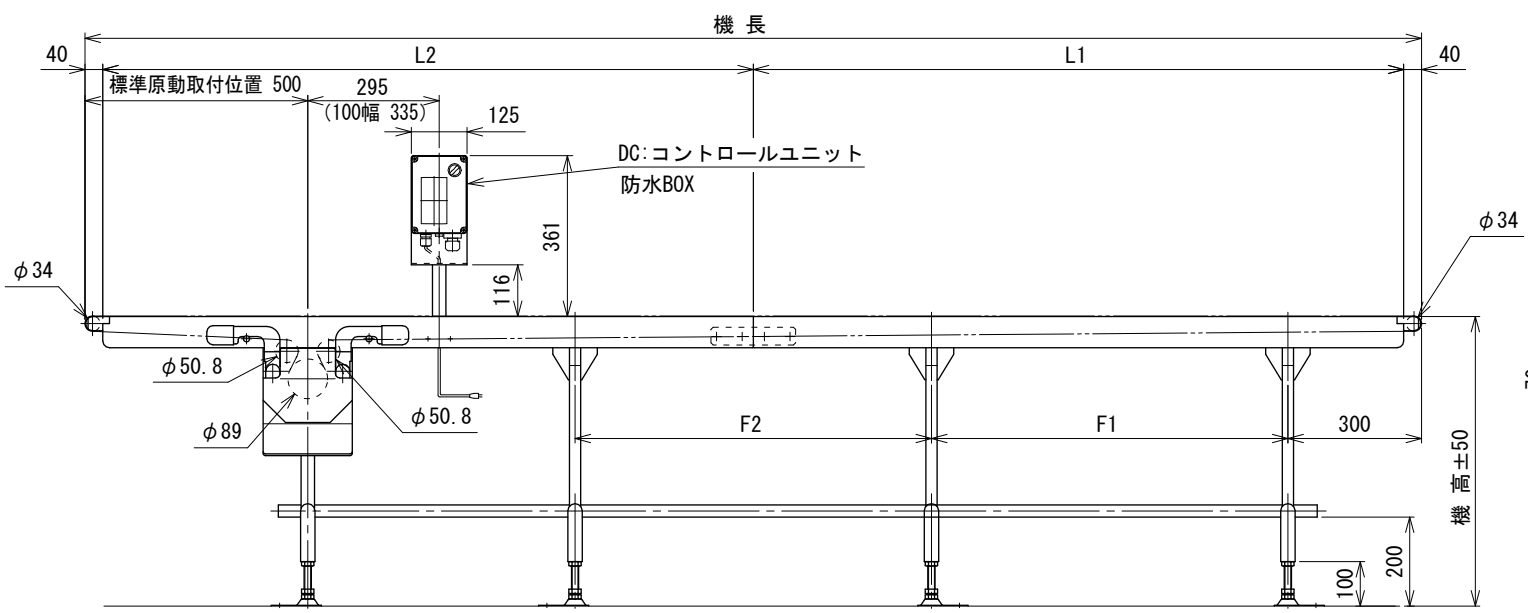 機 長
40
L2
L1
40
標準原動取付位置 500
295
(100幅 335)
125
DC:コントロールユニット
防水BOX
361
116
φ34
φ34
φ50.8
φ50.8
φ89
F2
F1
300
機 高±50
200
100